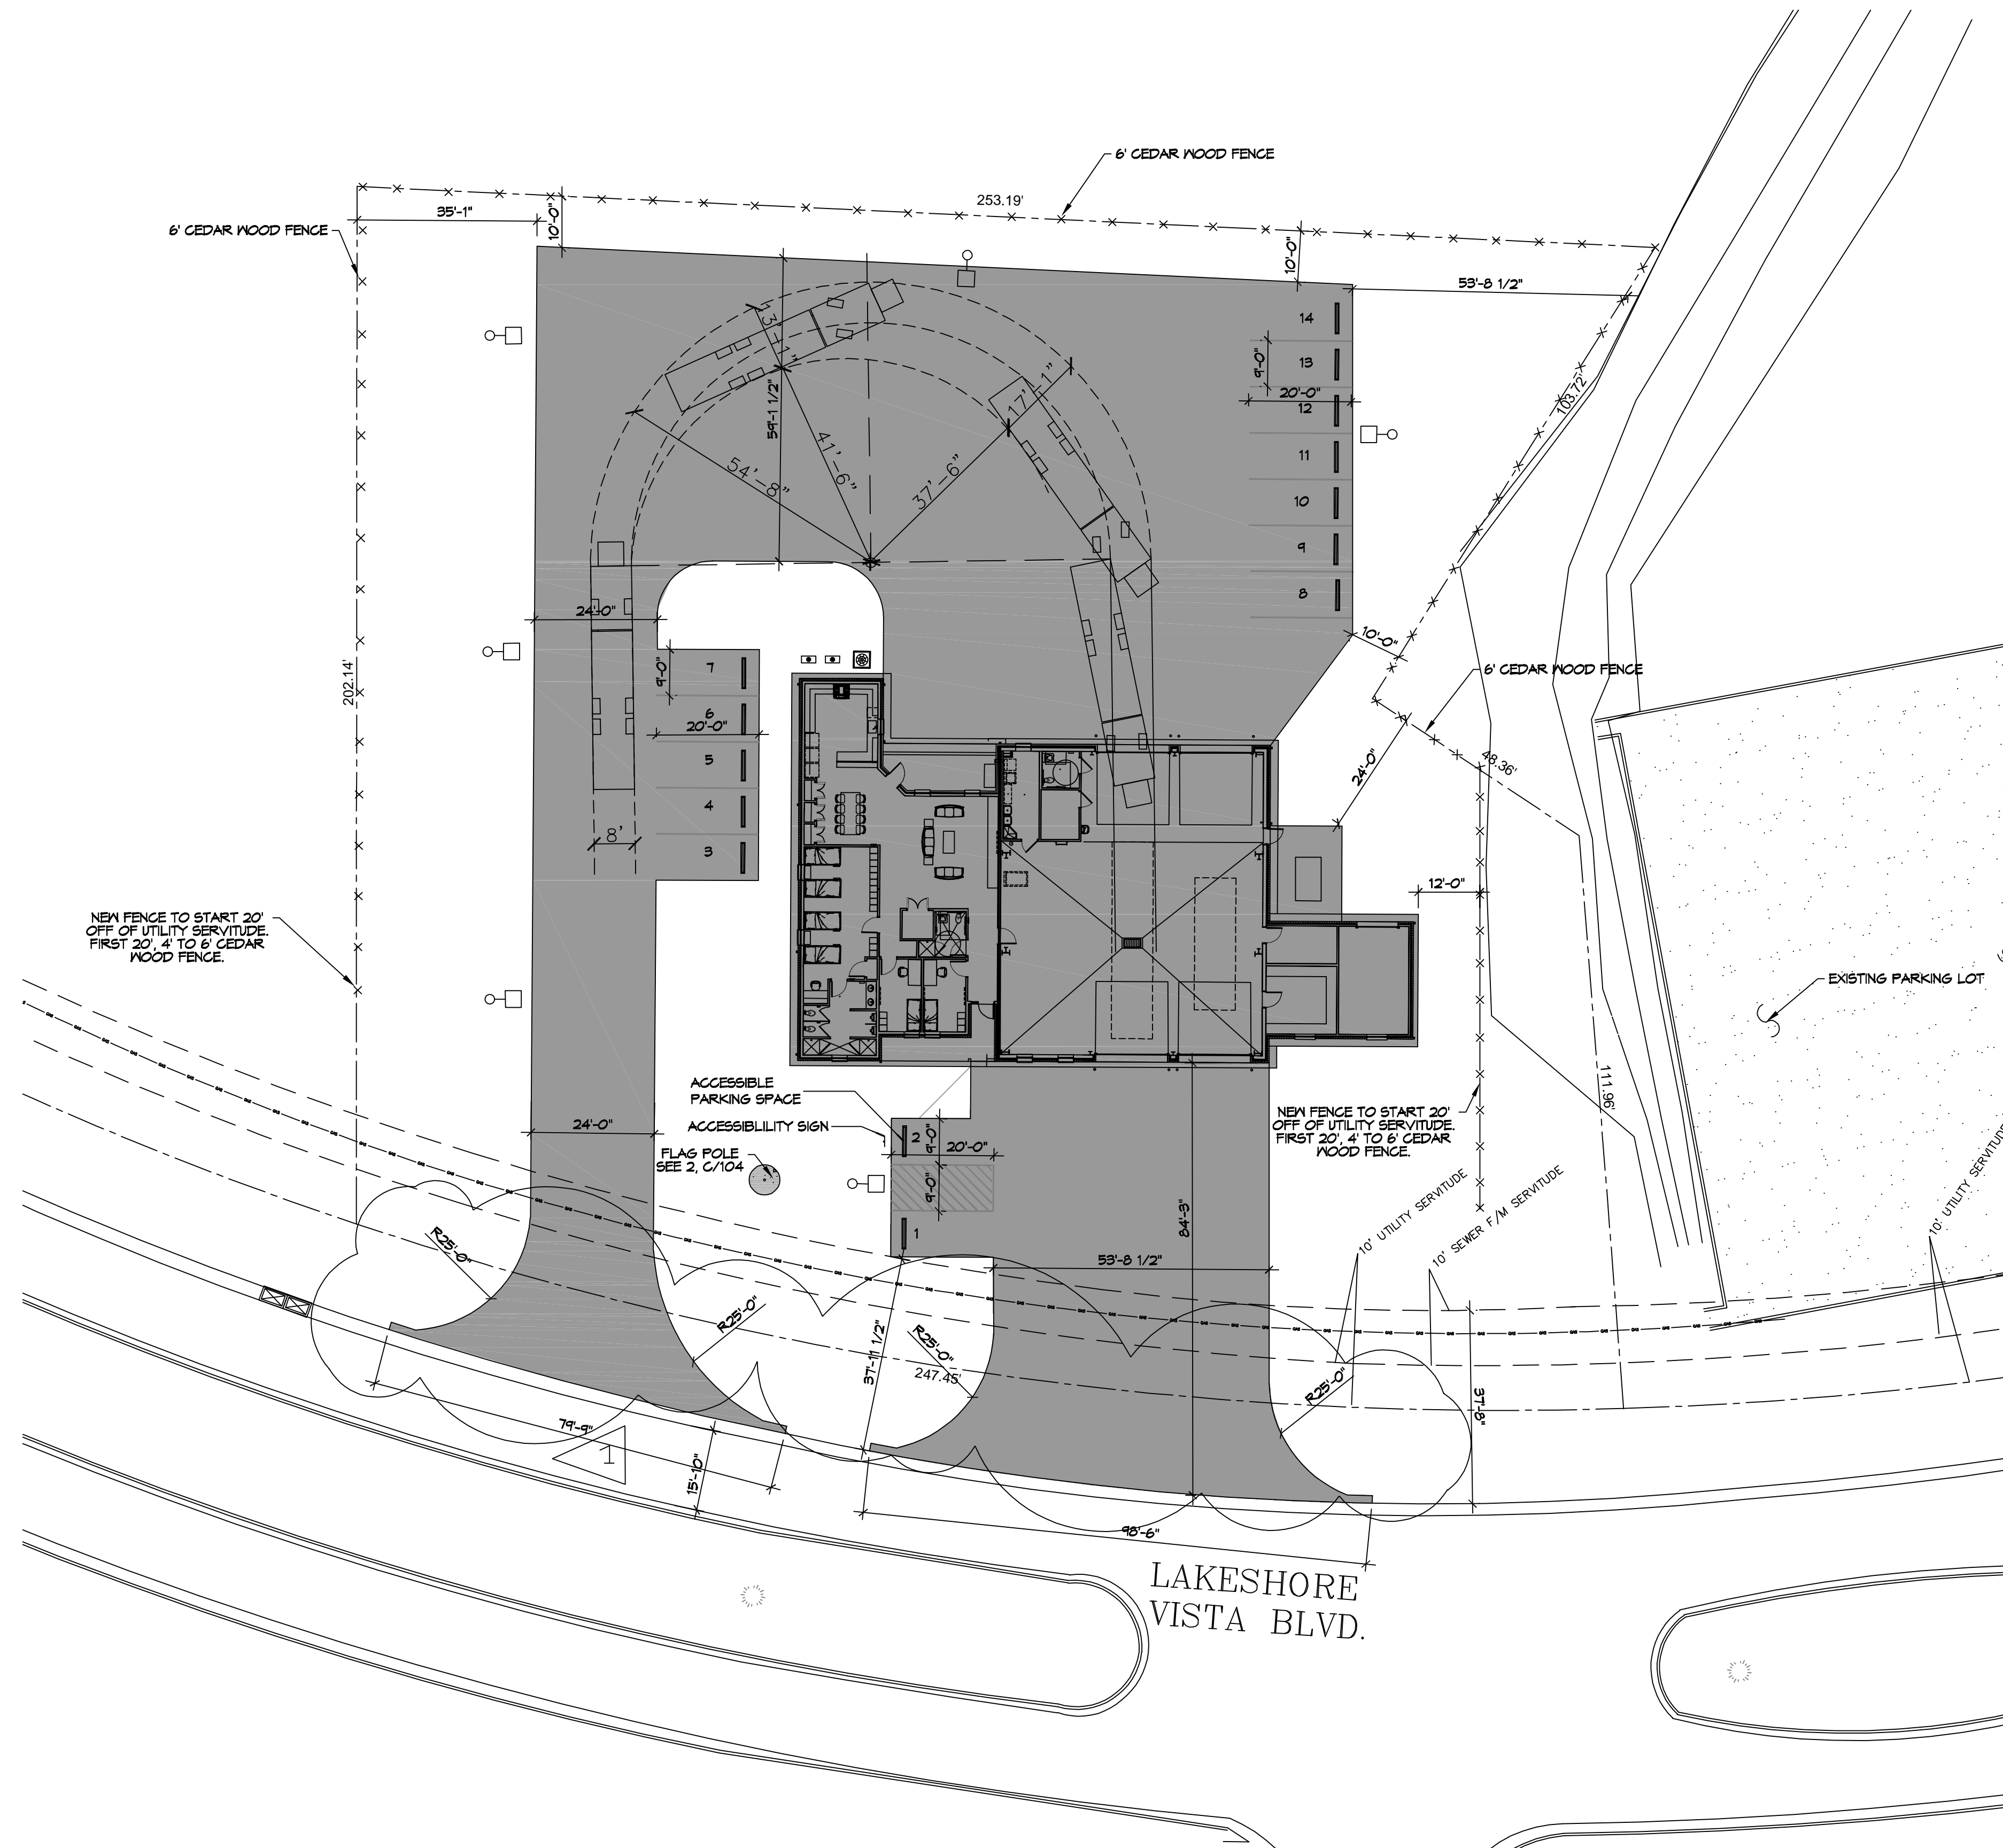 6' CEDAR WOOD FENCE
253.19'
35'-1"
10'-0"
6' CEDAR WOOD FENCE
10'-0"
53'-8 1/2"
14
13
9'-0"
20'-0"
12
11
10
9
8
103.72'
13'-1"
59'-1 1/2"
17'-1"
41'-6"
54'-8"
37'-6"
24'-0"
10'-0"
6' CEDAR WOOD FENCE
202.14'
7
9'-0"
6
20'-0"
5
4
3
8'
48.36'
24'-0"
12'-0"
NEW FENCE TO START 20'
OFF OF UTILITY SERVITUDE.
FIRST 20', 4' TO 6' CEDAR
WOOD FENCE.
EXISTING PARKING LOT
ACCESSIBLE
PARKING SPACE
ACCESSIBLILITY SIGN
FLAG POLE
SEE 2, C/104
24'-0"
2
9'-0"
20'-0"
9'-0"
1
84'-3"
53'-8 1/2"
NEW FENCE TO START 20'
OFF OF UTILITY SERVITUDE.
FIRST 20', 4' TO 6' CEDAR
WOOD FENCE.
111.96'
10' UTILITY SERVITUDE
10' SEWER F/M SERVITUDE
10' UTILITY SERVITUDE
R25'-0"
R25'-0"
R25'-0"
R25'-0"
37'-11 1/2"
247.45'
37'-8"
79'-9"
1
15'-10"
98'-6"
LAKESHORE
VISTA BLVD.